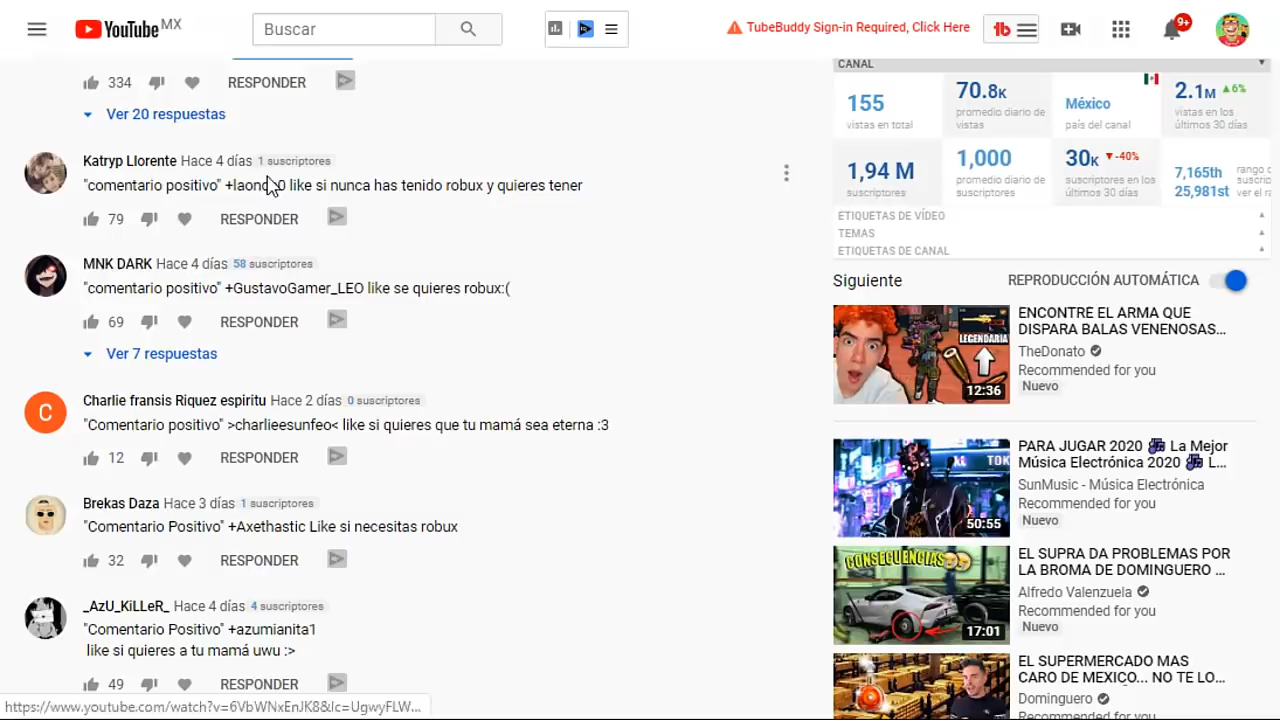 YouTube MX
Buscar
TubeBuddy Sign-in Required, Click Here
9+
334 RESPONDER
Ver 20 respuestas
Katryp Llorente Hace 4 días 1 suscriptores
like si nunca has tenido robux y quieres tener
"comentario positivo"
79 RESPONDER
MNK DARK Hace 4 días 58 suscriptores
"comentario positivo" +GustavoGamer_LEO like se quieres robux:(
69 RESPONDER
Ver 7 respuestas
Charlie fransis Riquez espiritu Hace 2 días 0 suscriptores
"Comentario positivo" >charlieesunfeo< like si quieres que tu mamá sea eterna :3
12 RESPONDER
Brekas Daza Hace 3 días 1 suscriptores
"Comentario Positivo" +Axethastic Like si necesitas robux
32 RESPONDER
_AzU_KiLLeR_ Hace 4 días 4 suscriptores
"Comentario Positivo" +azumianita1
like si quieres a tu mamá uwu :>
49 RESPONDER
https://www.youtube.com/watch?v=6VbWNxEnJK8&lc=UgwyFLW...
CANAL
155
vistas en total
70.8K
promedio diario de
vistas
México
país del canal
2.1M ▲6%
vistas en los
últimos 30 días
1,94 M
suscriptores
1,000
promedio diario de
suscriptores
30K ▼-40%
suscriptores en los
últimos 30 días
7,165th
25,981st
rango d
suscrip
ver el ra
ETIQUETAS DE VÍDEO
TEMAS
ETIQUETAS DE CANAL
Siguiente
REPRODUCCIÓN AUTOMÁTICA
LEGENDARIA
12:36
ENCONTRE EL ARMA QUE
DISPARA BALAS VENENOSAS...
TheDonato
Recommended for you
Nuevo
50:55
PARA JUGAR 2020 🎮 La Mejor
Música Electrónica 2020 🎮 L...
SunMusic - Música Electrónica
Recommended for you
Nuevo
CONSECUENCIAS
17:01
EL SUPRA DA PROBLEMAS POR
LA BROMA DE DOMINGUERO ...
Alfredo Valenzuela
Recommended for you
Nuevo
EL SUPERMERCADO MAS
CARO DE MEXICO... NO TE LO...
Dominguero
Recommended for you